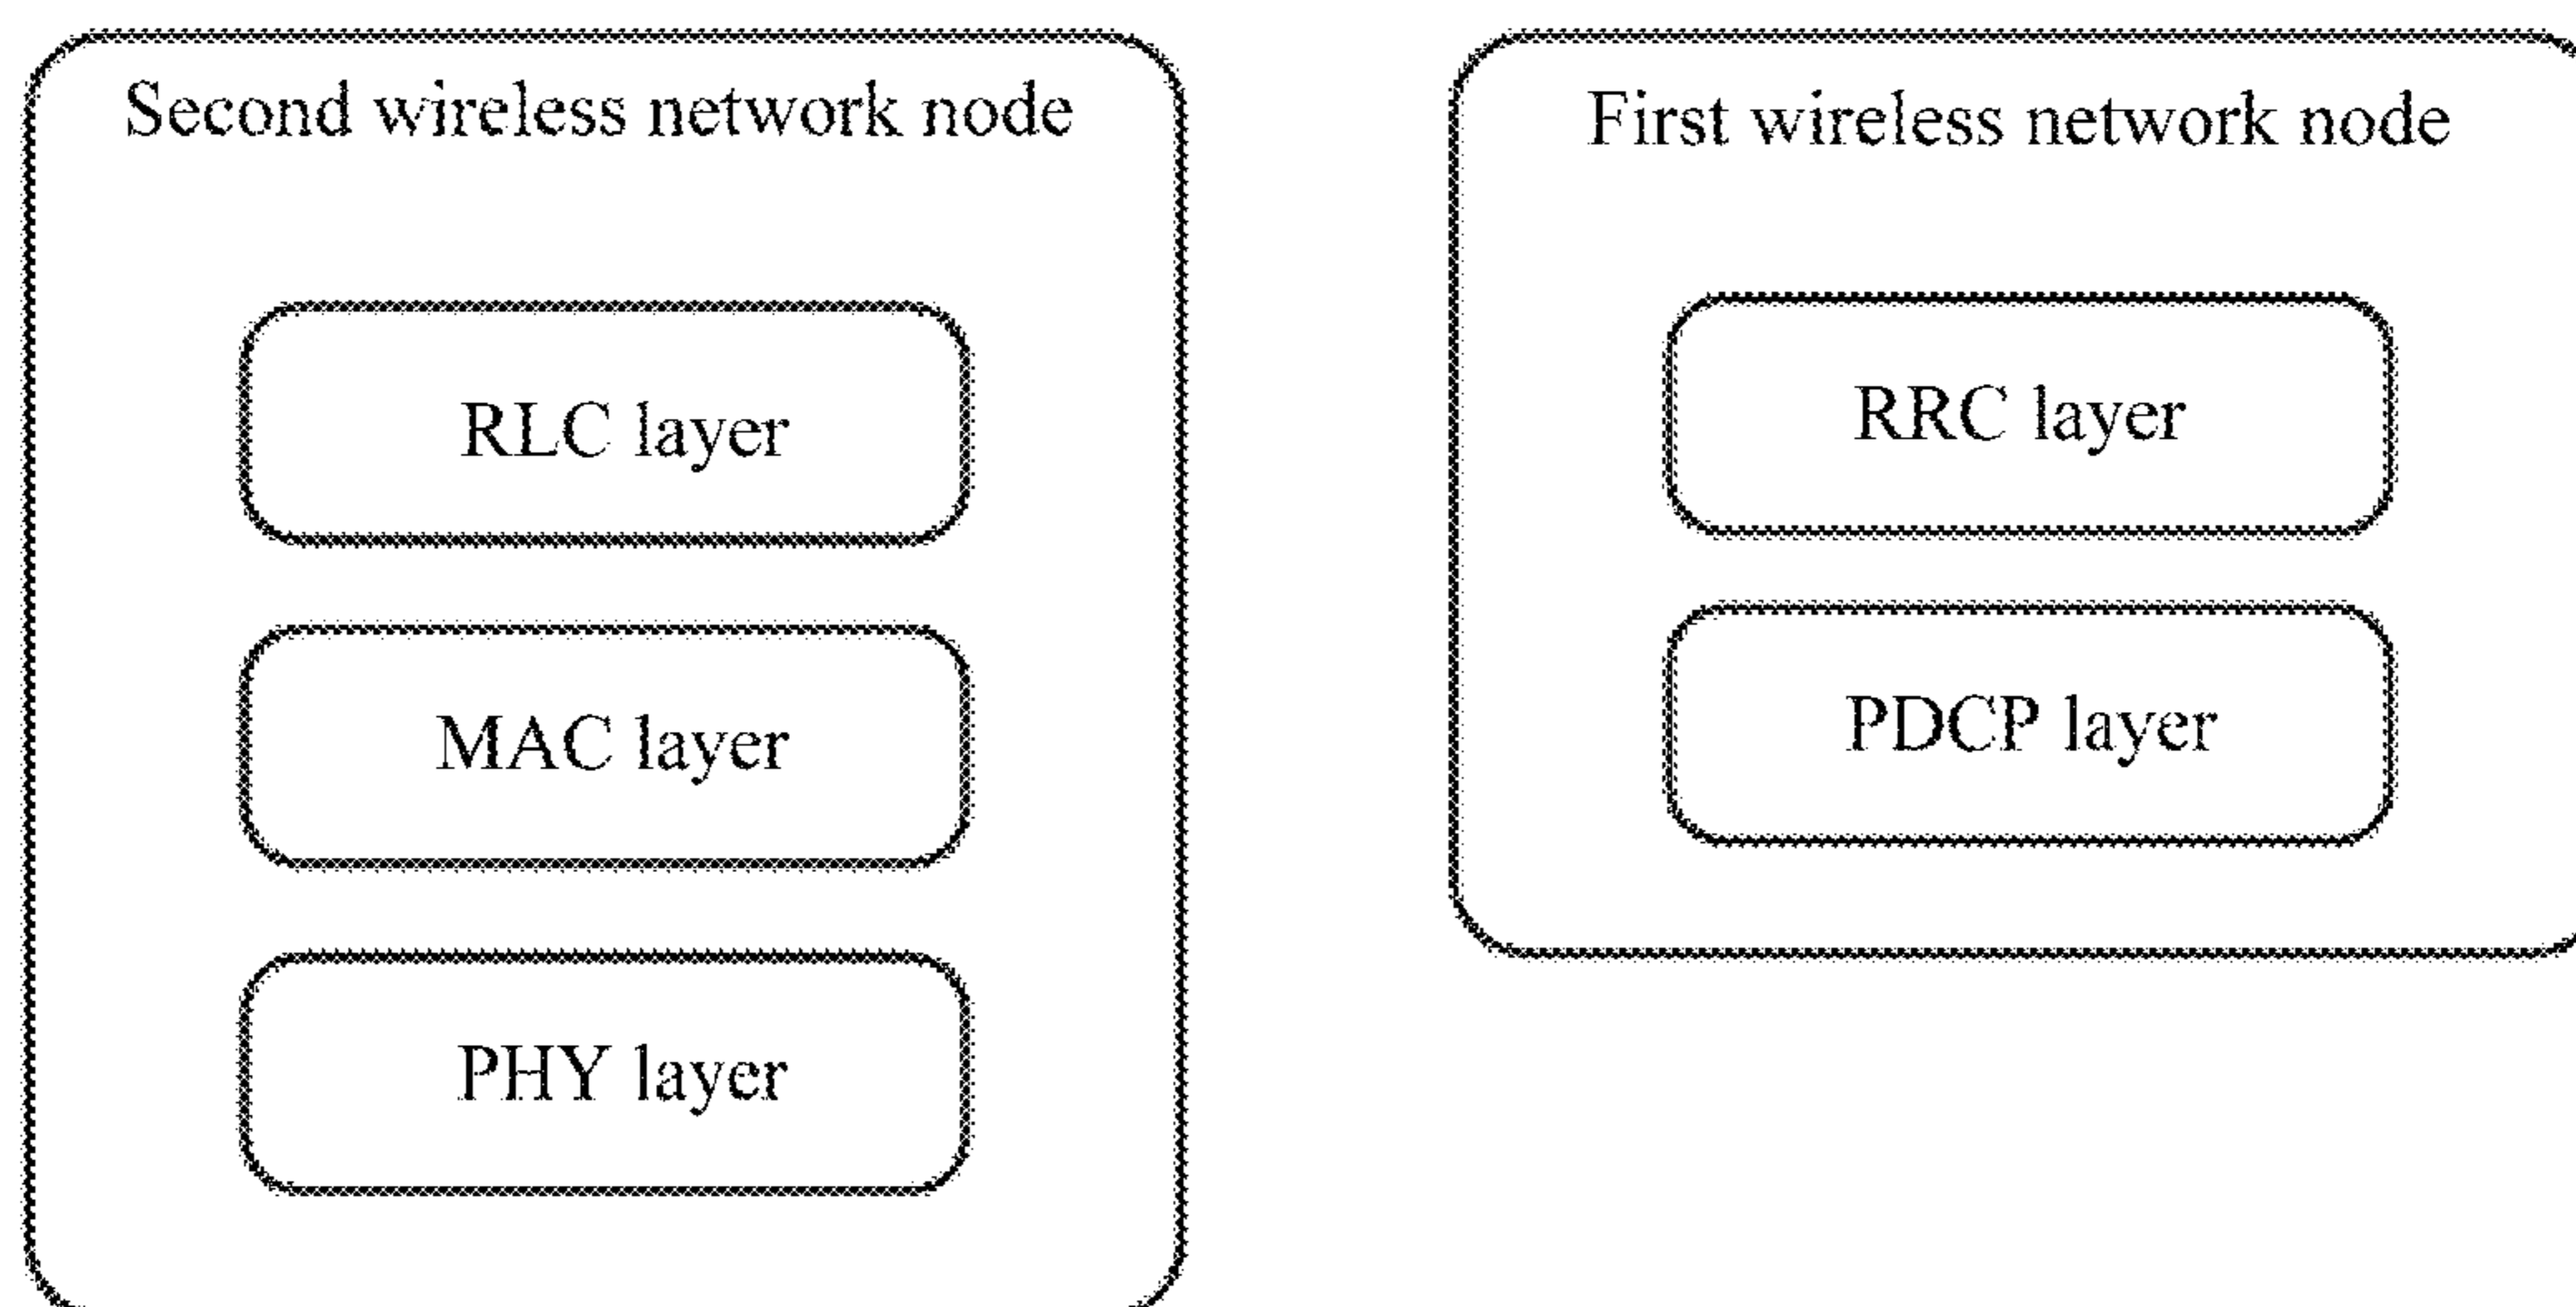 Second wireless network node
RLC layer
MAC layer
PHY layer
First wireless network node
RRC layer
PDCP layer